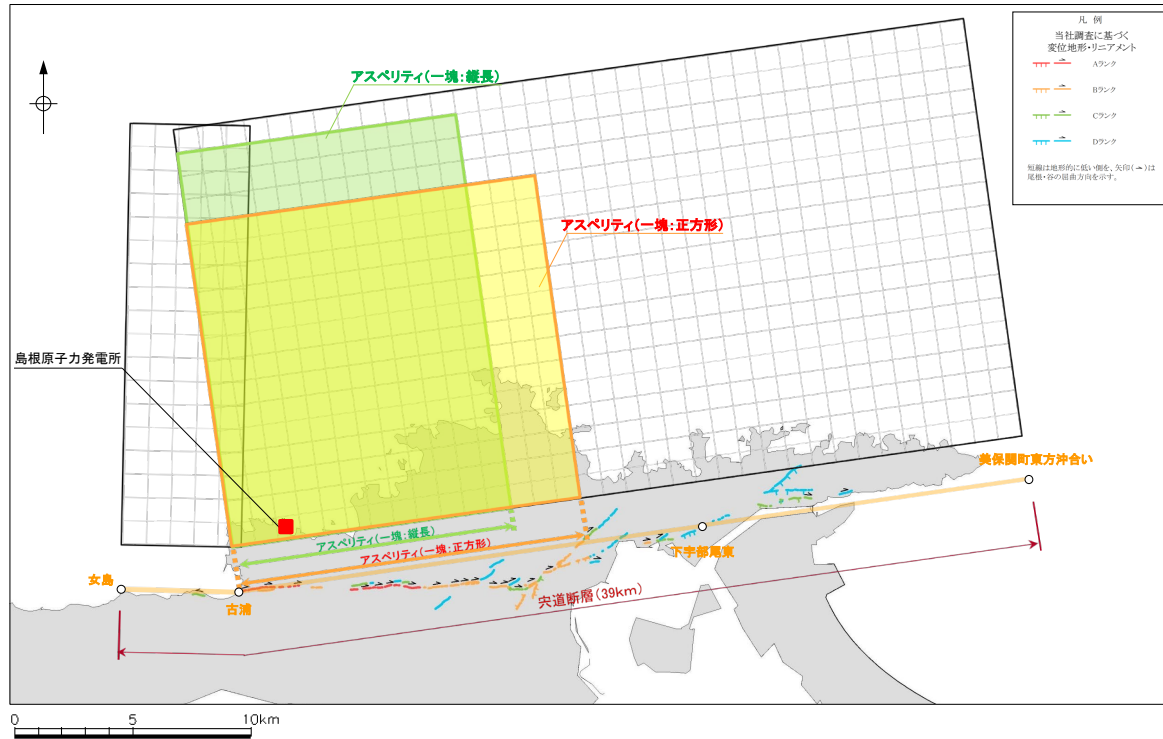 凡 例
当社調査に基づく
変位地形・リニアメント
Aランク
Bランク
Cランク
Dランク
短線は地形的に低い側を、矢印(→)は
尾根・谷の屈曲方向を示す。
アスペリティ(一塊:縦長)
アスペリティ(一塊:正方形)
島根原子力発電所
美保関町東方沖合い
アスペリティ(一塊:縦長)
アスペリティ(一塊:正方形)
下宇部尾東
女島
古浦
宍道断層(39km)
0 5 10km